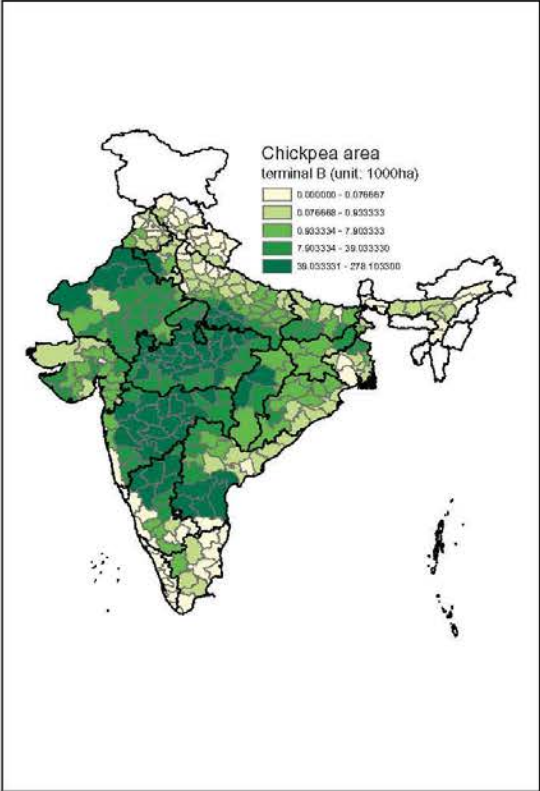 Chickpea area
terminal B (unit: 1000ha)
0.000000 - 0.076667
0.076668 - 0.933333
0.933334 - 7.903333
7.903334 - 39.033330
39.033331 - 278.103300